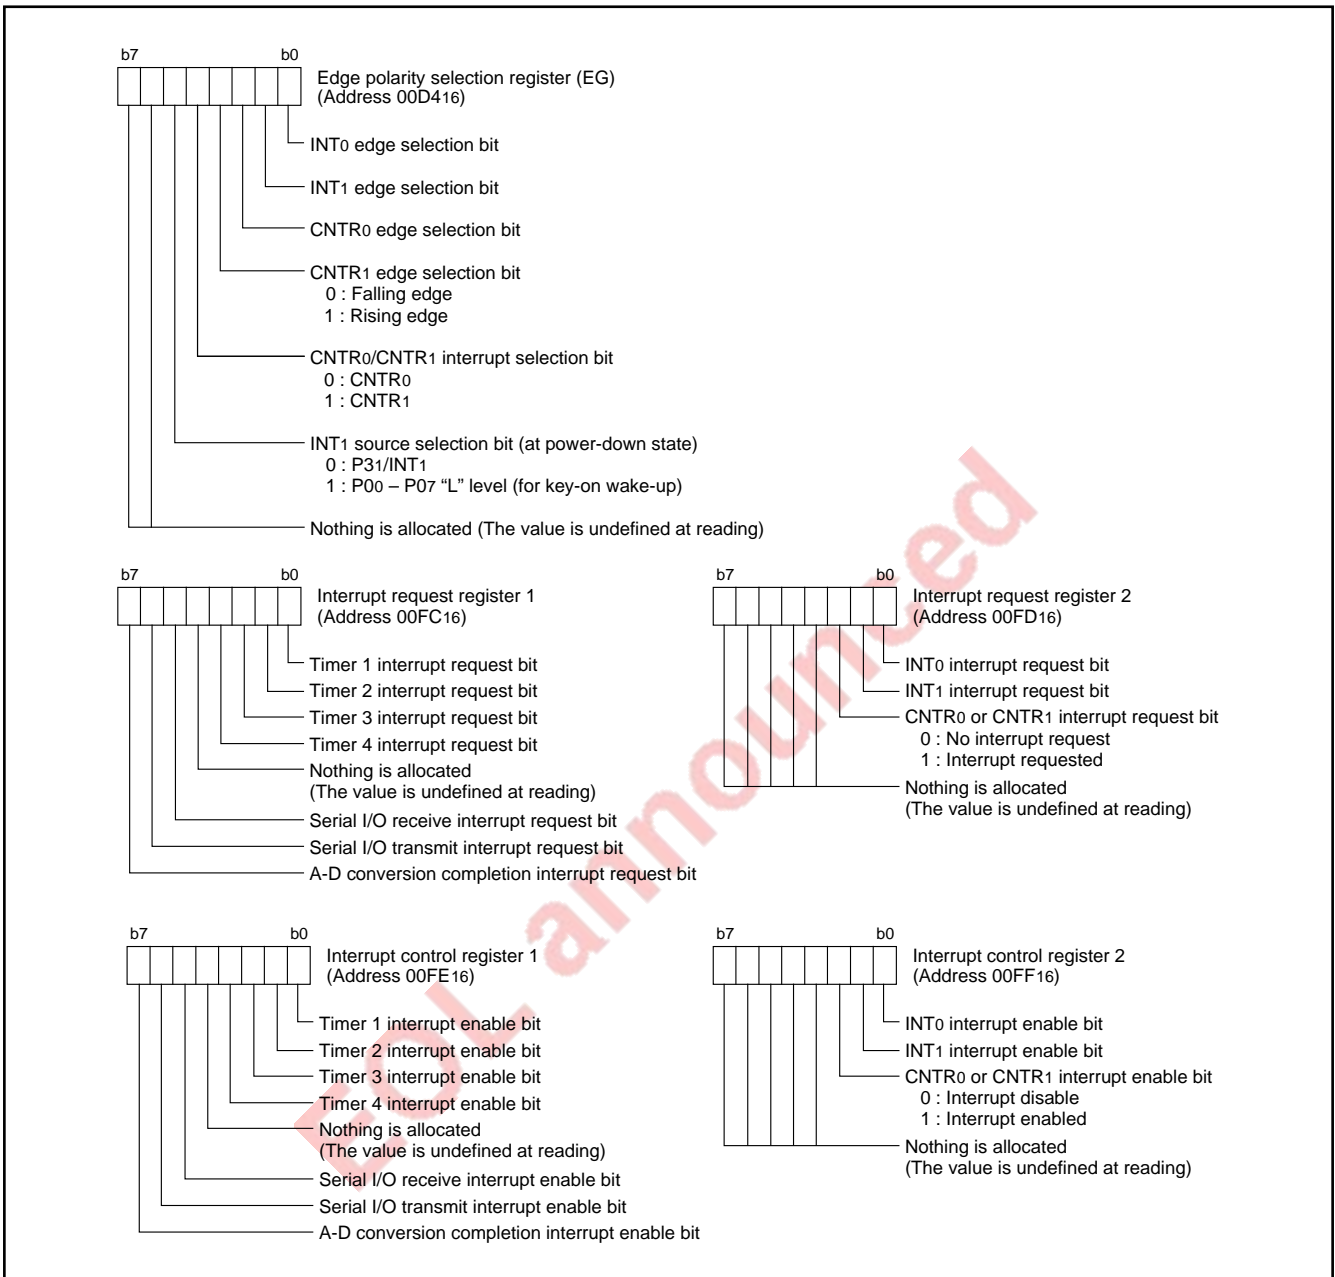 b7 b0
Edge polarity selection register (EG)
(Address 00D416)
INT0 edge selection bit
INT1 edge selection bit
CNTR0 edge selection bit
CNTR1 edge selection bit
0 : Falling edge
1 : Rising edge
CNTR0/CNTR1 interrupt selection bit
0 : CNTR0
1 : CNTR1
INT1 source selection bit (at power-down state)
0 : P31/INT1
1 : P00 – P07 “L” level (for key-on wake-up)
Nothing is allocated (The value is undefined at reading)
b7 b0
Interrupt request register 1
(Address 00FC16)
Timer 1 interrupt request bit
Timer 2 interrupt request bit
Timer 3 interrupt request bit
Timer 4 interrupt request bit
Nothing is allocated
(The value is undefined at reading)
Serial I/O receive interrupt request bit
Serial I/O transmit interrupt request bit
A-D conversion completion interrupt request bit
b7 b0
Interrupt request register 2
(Address 00FD16)
INT0 interrupt request bit
INT1 interrupt request bit
CNTR0 or CNTR1 interrupt request bit
0 : No interrupt request
1 : Interrupt requested
Nothing is allocated
(The value is undefined at reading)
b7 b0
Interrupt control register 1
(Address 00FE16)
Timer 1 interrupt enable bit
Timer 2 interrupt enable bit
Timer 3 interrupt enable bit
Timer 4 interrupt enable bit
Nothing is allocated
(The value is undefined at reading)
Serial I/O receive interrupt enable bit
Serial I/O transmit interrupt enable bit
A-D conversion completion interrupt enable bit
b7 b0
Interrupt control register 2
(Address 00FF16)
INT0 interrupt enable bit
INT1 interrupt enable bit
CNTR0 or CNTR1 interrupt enable bit
0 : Interrupt disable
1 : Interrupt enabled
Nothing is allocated
(The value is undefined at reading)
EOL announced